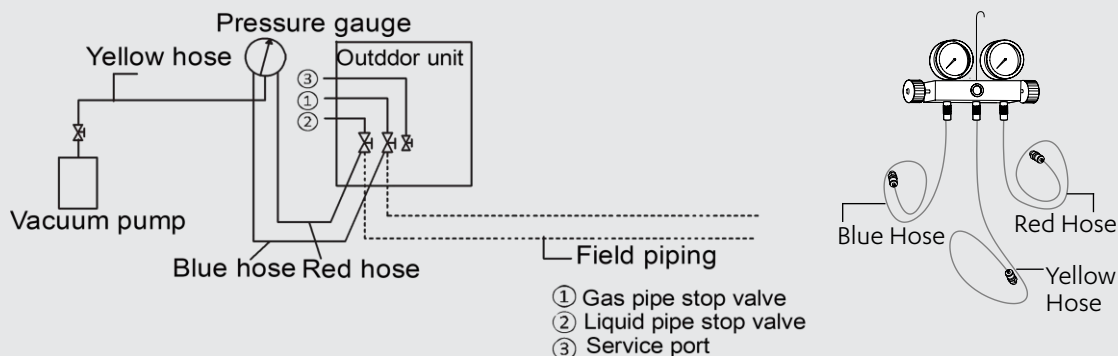 Pressure gauge
Yellow hose
Outddor unit
③
①
②
Vacuum pump
Blue hose Red hose
Field piping
① Gas pipe stop valve
② Liquid pipe stop valve
③ Service port
Blue Hose
Red Hose
Yellow
Hose